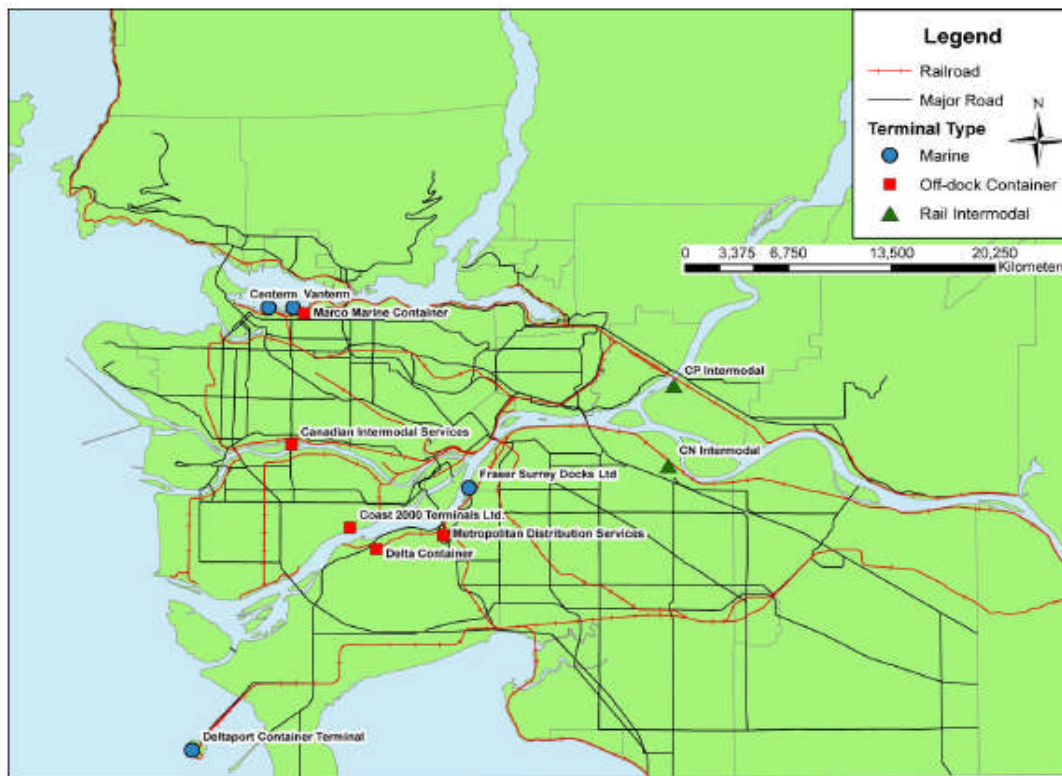 Legend
Railroad
Major Road
Terminal Type
N
Marine
Off-dock Container
Rail Intermodal
0 3,375 6,750 13,500 20,250
Kilometers
Centerm Vanterm
Marco Marine Container
CP Intermodal
Canadian Intermodal Services
CN Intermodal
Fraser Surrey Docks Ltd
Coast 2000 Terminals Ltd.
Metropolitan Distribution Services
Delta Container
Deltaport Container Terminal